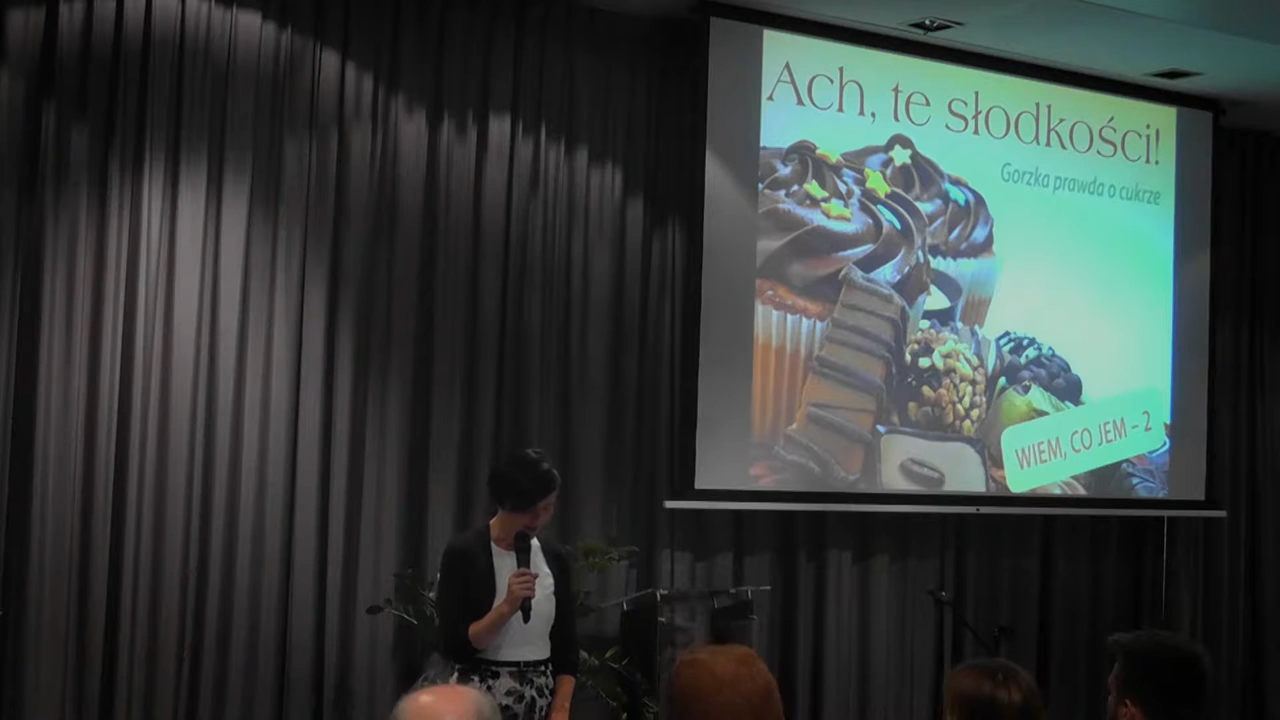 Ach, te słodkości!
Gorzka prawda o cukrze
WIEM, CO JEM – 2